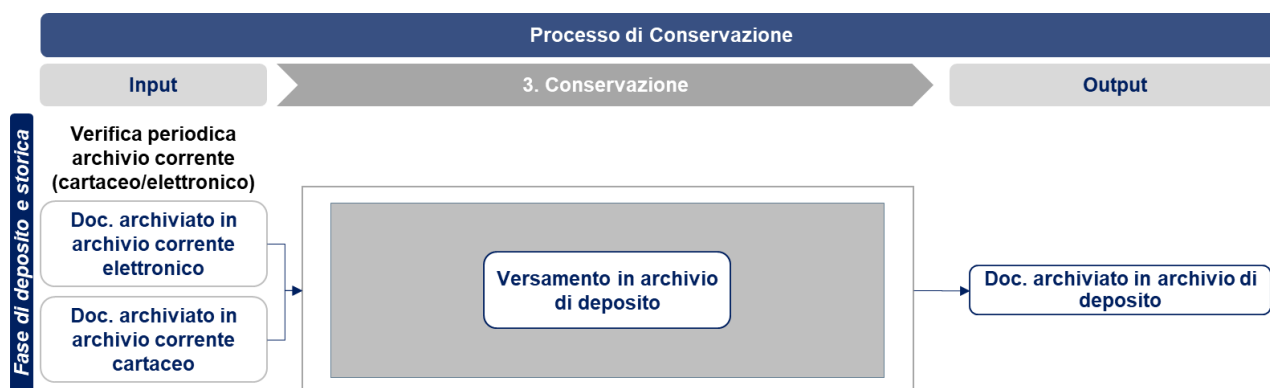 Processo di Conservazione
Input
3. Conservazione
Output
Fase di deposito e storica
Verifica periodica
archivio corrente
(cartaceo/elettronico)
Doc. archiviato in
archivio corrente
elettronico
Doc. archiviato in
archivio corrente
cartaceo
Versamento in archivio
di deposito
Doc. archiviato in archivio di
deposito